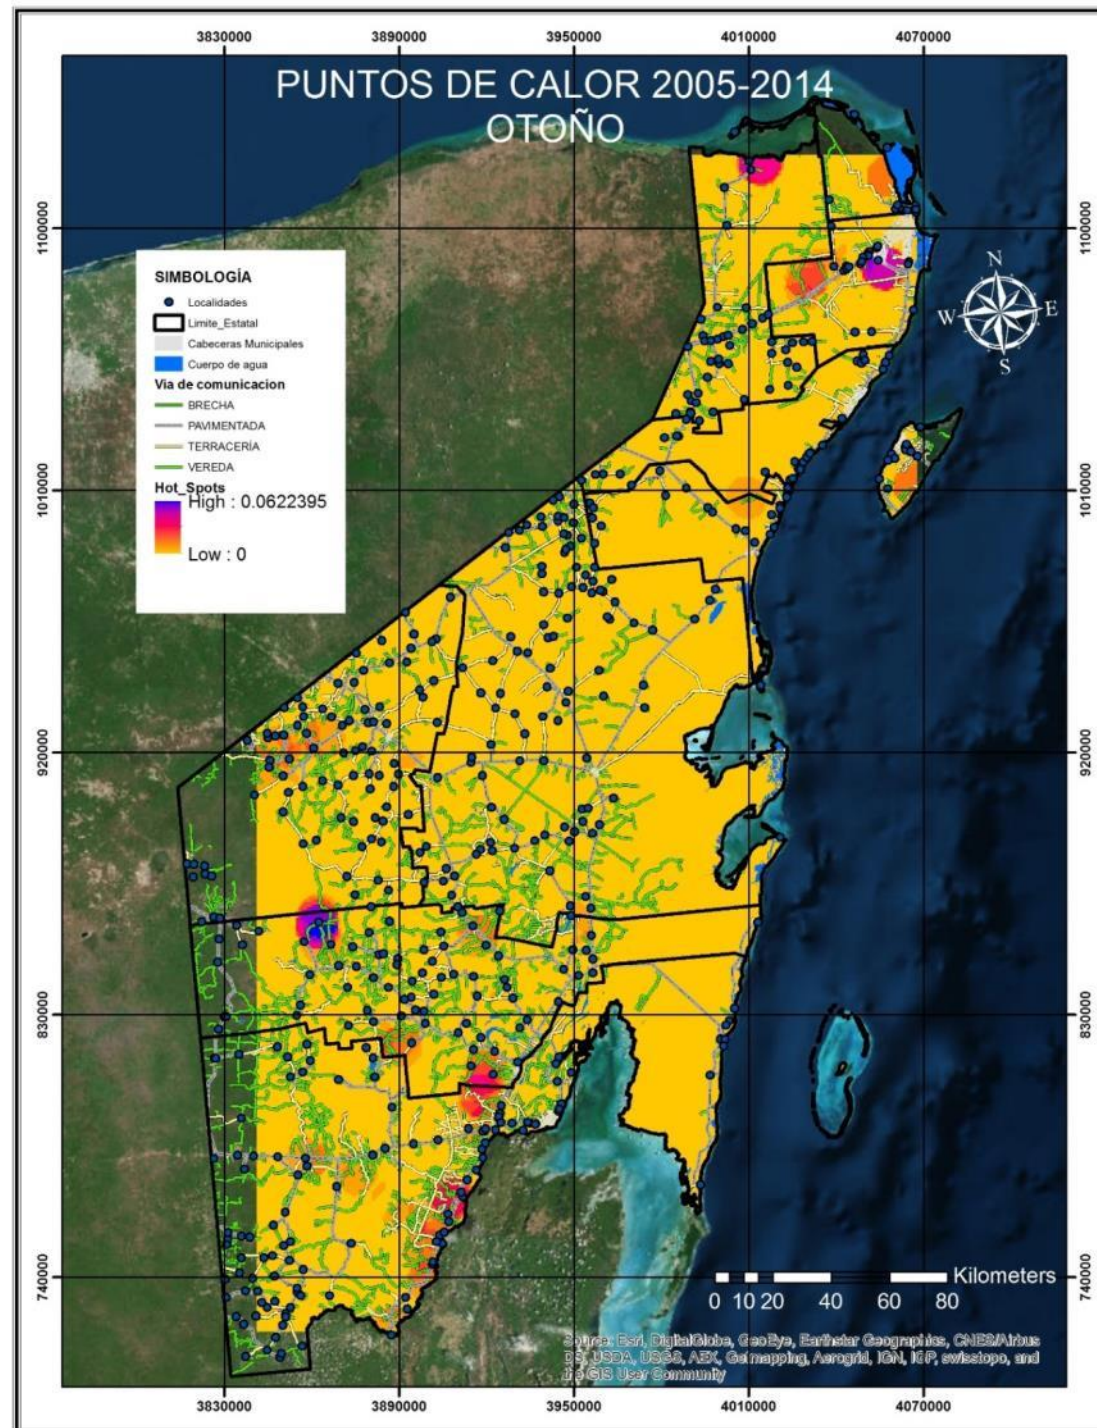 3830000 3890000 3950000 4010000 4070000
PUNTOS DE CALOR 2005-2014
OTOÑO
1100000 1100000
SIMBOLOGÍA
Localidades
Limite_Estatal
Cabeceras Municipales
Cuerpo de agua
Via de comunicacion
BRECHA
PAVIMENTADA
TERRACERÍA
VEREDA
Hot_Spots
High : 0.0622395
Low : 0
N
W E
S
1010000 1010000
920000 920000
830000 830000
740000 740000
Kilometers
0 10 20 40 60 80
Source: Esri, DigitalGlobe, GeoEye, Earthstar Geographics, CNES/Airbus
DS, USDA, USGS, AEX, Getmapping, Aerogrid, IGN, IGP, swisstopo, and
the GIS User Community
3830000 3890000 3950000 4010000 4070000